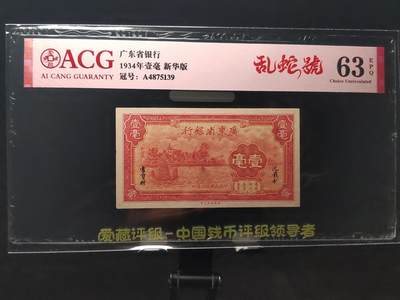 ACG
AI CANG GUARANTY
广东省银行
1934年壹毫 新华版
冠号: A4875139
乱蛇號
63 EPQ
Choice Uncirculated
廣東省銀行
壹毫
壹毫
壹毫
爱藏评级-中国钱币评级领导者